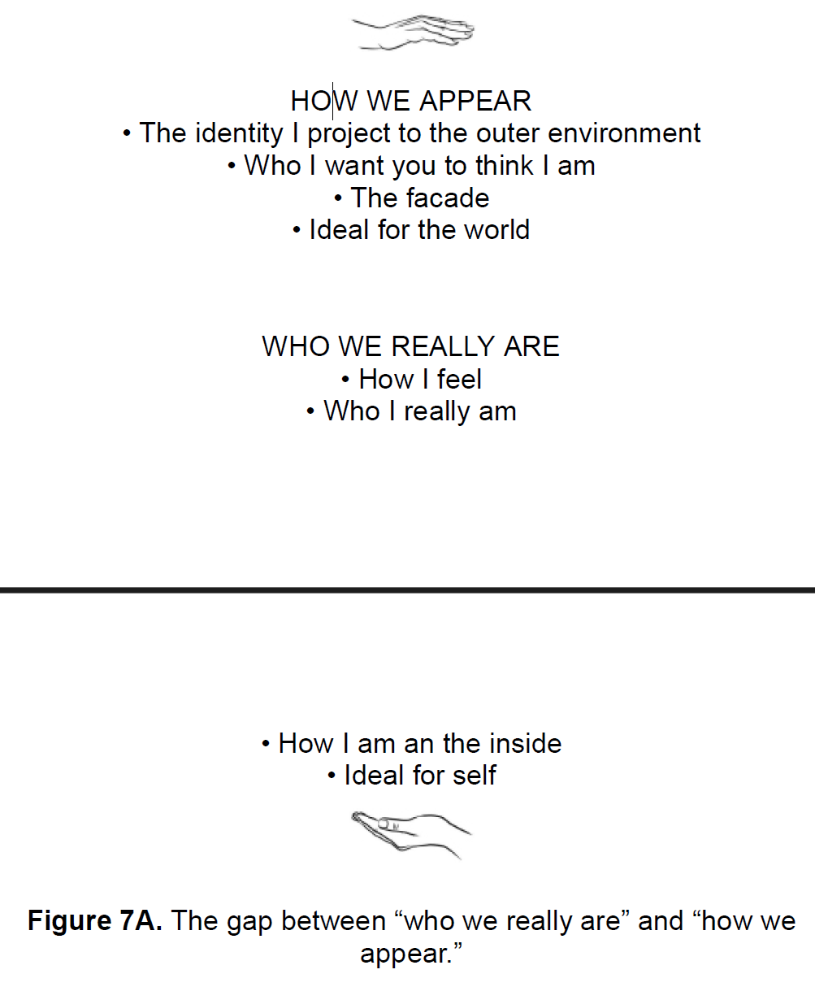 HOW WE APPEAR
• The identity I project to the outer environment
• Who I want you to think I am
• The facade
• Ideal for the world
WHO WE REALLY ARE
• How I feel
• Who I really am
• How I am an the inside
• Ideal for self
Figure 7A. The gap between “who we really are” and “how we
appear.”